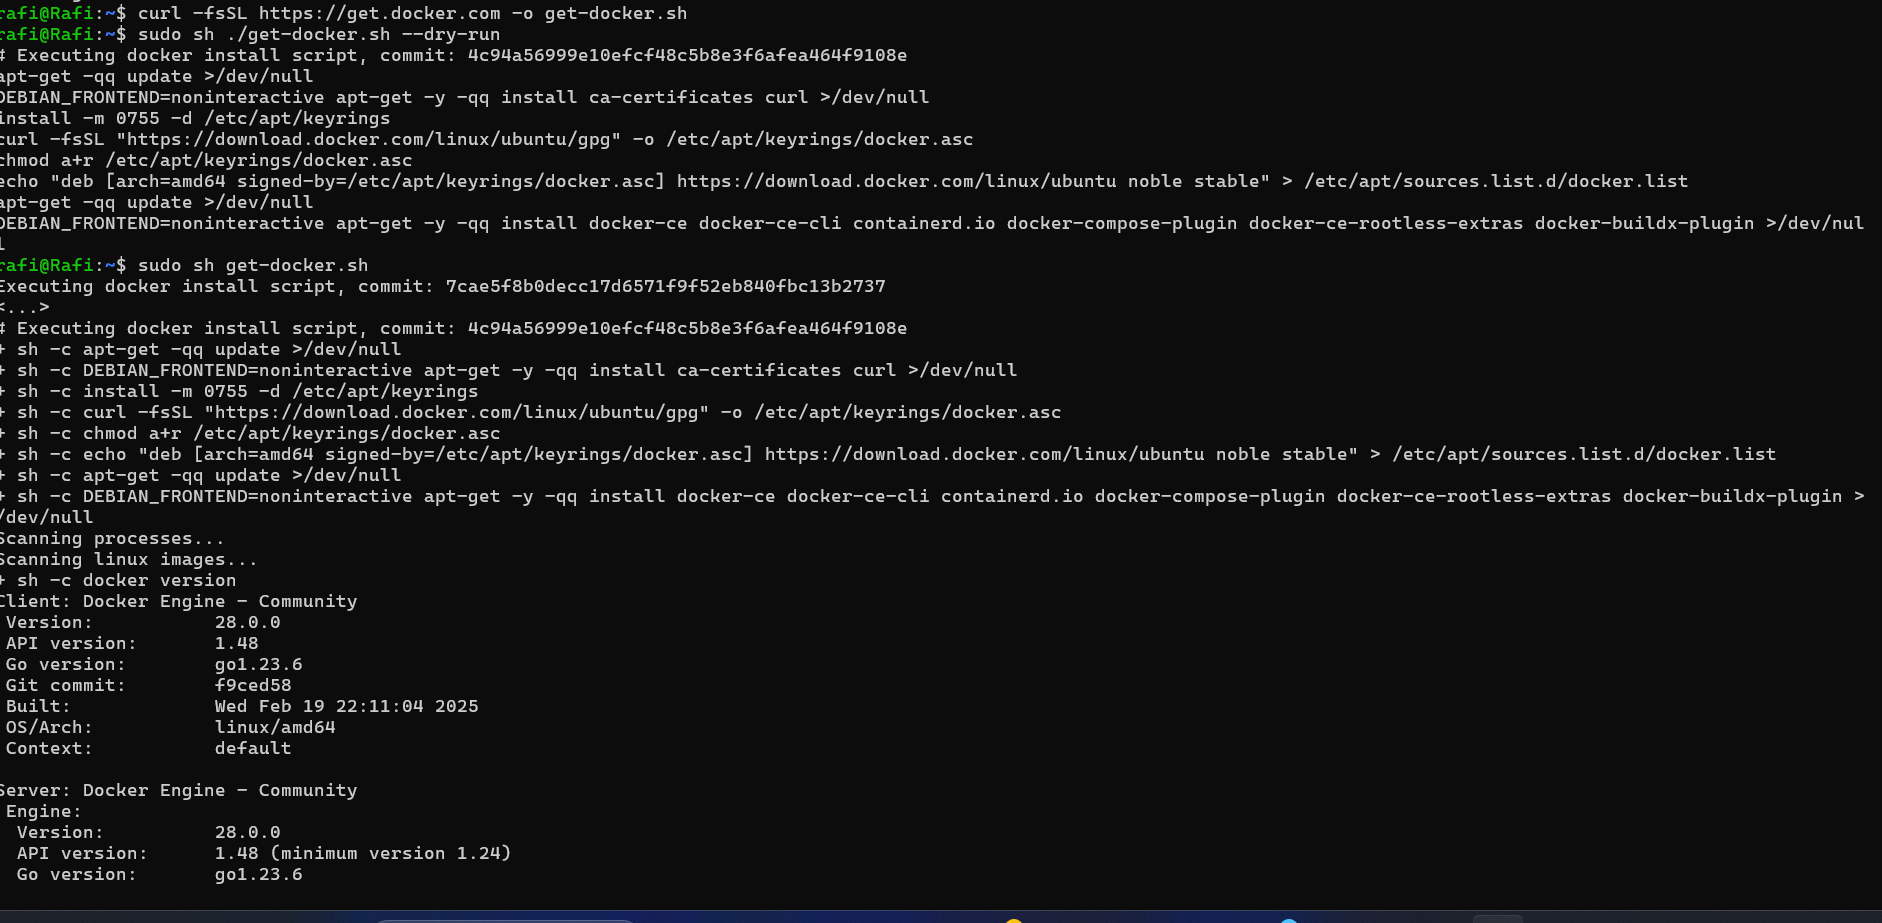 rafi@Rafi:~$ curl -fsSL https://get.docker.com -o get-docker.sh
rafi@Rafi:~$ sudo sh ./get-docker.sh --dry-run
# Executing docker install script, commit: 4c94a56999e10efcf48c5b8e3f6afea464f9108e
apt-get -qq update >/dev/null
DEBIAN_FRONTEND=noninteractive apt-get -y -qq install ca-certificates curl >/dev/null
install -m 0755 -d /etc/apt/keyrings
curl -fsSL "https://download.docker.com/linux/ubuntu/gpg" -o /etc/apt/keyrings/docker.asc
chmod a+r /etc/apt/keyrings/docker.asc
echo "deb [arch=amd64 signed-by=/etc/apt/keyrings/docker.asc] https://download.docker.com/linux/ubuntu noble stable" > /etc/apt/sources.list.d/docker.list
apt-get -qq update >/dev/null
DEBIAN_FRONTEND=noninteractive apt-get -y -qq install docker-ce docker-ce-cli containerd.io docker-compose-plugin docker-ce-rootless-extras docker-buildx-plugin >/dev/nul
l
rafi@Rafi:~$ sudo sh get-docker.sh
Executing docker install script, commit: 7cae5f8b0decc17d6571f9f52eb840fbc13b2737
<...>
# Executing docker install script, commit: 4c94a56999e10efcf48c5b8e3f6afea464f9108e
+ sh -c apt-get -qq update >/dev/null
+ sh -c DEBIAN_FRONTEND=noninteractive apt-get -y -qq install ca-certificates curl >/dev/null
+ sh -c install -m 0755 -d /etc/apt/keyrings
+ sh -c curl -fsSL "https://download.docker.com/linux/ubuntu/gpg" -o /etc/apt/keyrings/docker.asc
+ sh -c chmod a+r /etc/apt/keyrings/docker.asc
+ sh -c echo "deb [arch=amd64 signed-by=/etc/apt/keyrings/docker.asc] https://download.docker.com/linux/ubuntu noble stable" > /etc/apt/sources.list.d/docker.list
+ sh -c apt-get -qq update >/dev/null
+ sh -c DEBIAN_FRONTEND=noninteractive apt-get -y -qq install docker-ce docker-ce-cli containerd.io docker-compose-plugin docker-ce-rootless-extras docker-buildx-plugin >
/dev/null
Scanning processes...
Scanning linux images...
+ sh -c docker version
Client: Docker Engine - Community
Version: 28.0.0
API version: 1.48
Go version: go1.23.6
Git commit: f9ced58
Built: Wed Feb 19 22:11:04 2025
OS/Arch: linux/amd64
Context: default
Server: Docker Engine - Community
Engine:
Version: 28.0.0
API version: 1.48 (minimum version 1.24)
Go version: go1.23.6